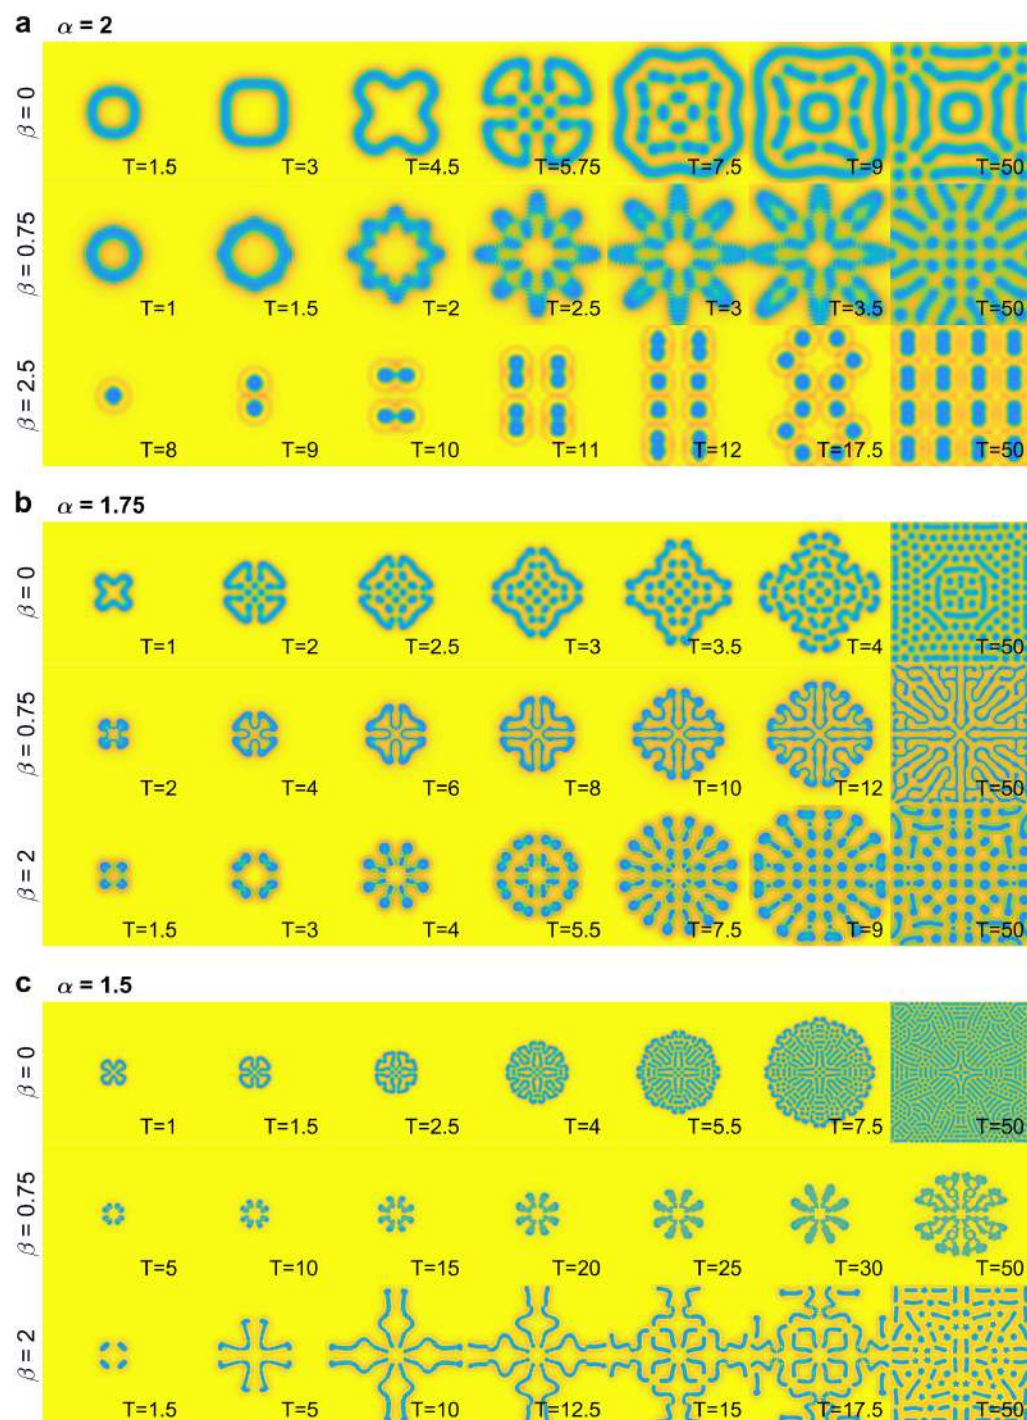 a α = 2
β = 0
T=1.5 T=3 T=4.5 T=5.75 T=7.5 T=9 T=50
β = 0.75
T=1 T=1.5 T=2 T=2.5 T=3 T=3.5 T=50
β = 2.5
T=8 T=9 T=10 T=11 T=12 T=17.5 T=50
b α = 1.75
β = 0
T=1 T=2 T=2.5 T=3 T=3.5 T=4 T=50
β = 0.75
T=2 T=4 T=6 T=8 T=10 T=12 T=50
β = 2
T=1.5 T=3 T=4 T=5.5 T=7.5 T=9 T=50
c α = 1.5
β = 0
T=1 T=1.5 T=2.5 T=4 T=5.5 T=7.5 T=50
β = 0.75
T=5 T=10 T=15 T=20 T=25 T=30 T=50
β = 2
T=1.5 T=5 T=10 T=12.5 T=15 T=17.5 T=50